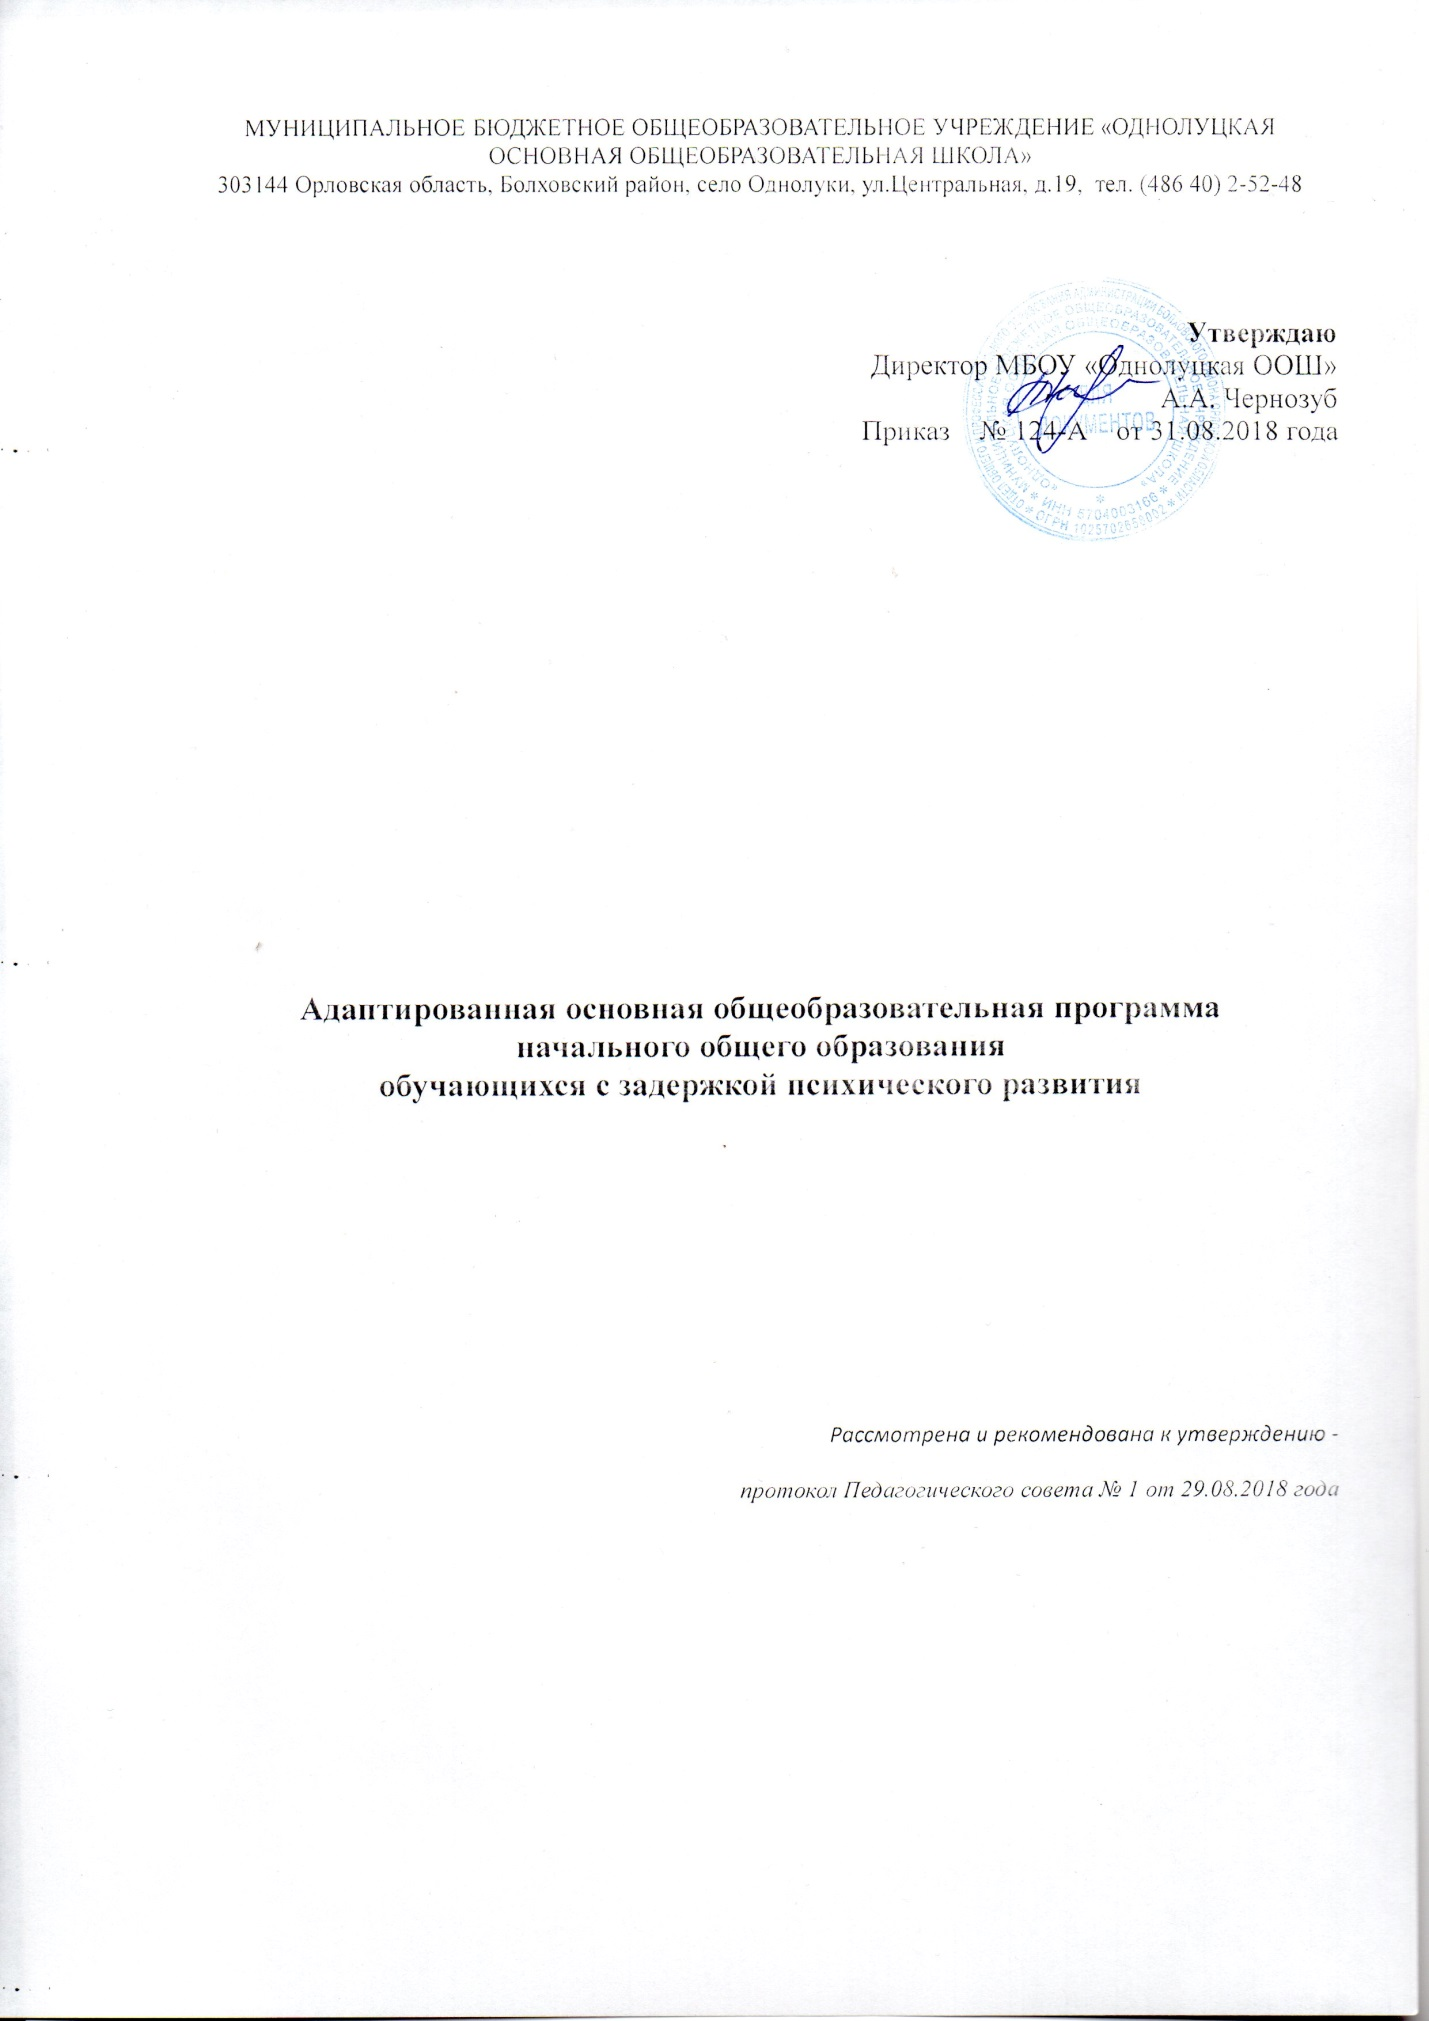 МУНИЦИПАЛЬНОЕ БЮДЖЕТНОЕ ОБЩЕОБРАЗОВАТЕЛЬНОЕ УЧРЕЖДЕНИЕ «ОДНОЛУЦКАЯ
ОСНОВНАЯ ОБЩЕОБРАЗОВАТЕЛЬНАЯ ШКОЛА»
303144 Орловская область, Болховский район, село Однолуки, ул.Центральная, д.19, тел. (486 40) 2-52-48
Утверждаю
Директор МБОУ «Однолуцкая ООШ»
А.А. Чернозуб
Приказ № 124-А от 31.08.2018 года
ДОКУМЕНТОВ
ИНН 5704003166
Адаптированная основная общеобразовательная программа
начального общего образования
обучающихся с задержкой психического развития
Рассмотрена и рекомендована к утверждению -
протокол Педагогического совета № 1 от 29.08.2018 года